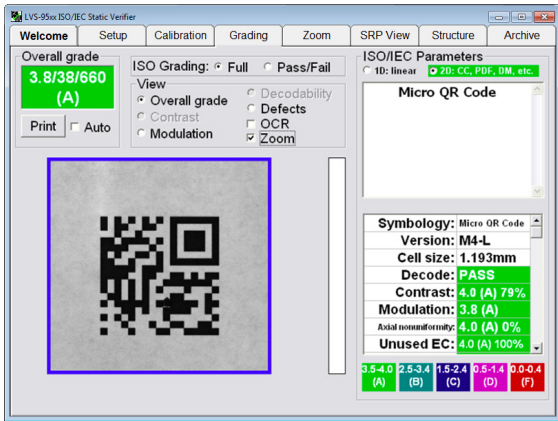 LVS-95xx ISO/IEC Static Verifier
Welcome Setup Calibration Grading Zoom SRP View Structure Archive
Overall grade
3.8/38/660
(A)
Print Auto
ISO Grading: Full Pass/Fail
View
Overall grade
Contrast
Modulation
Decodability
Defects
OCR
Zoom
ISO/IEC Parameters
1D: linear 2D: CC, PDF, DM, etc.
Micro QR Code
Symbology: Micro QR Code
Version: M4-L
Cell size: 1.193mm
Decode: PASS
Contrast: 4.0 (A) 79%
Modulation: 3.8 (A)
Axial nonuniformity: 4.0 (A) 0%
Unused EC: 4.0 (A) 100%
3.5-4.0 2.5-3.4 1.5-2.4 0.5-1.4 0.0-0.4
(A) (B) (C) (D) (F)